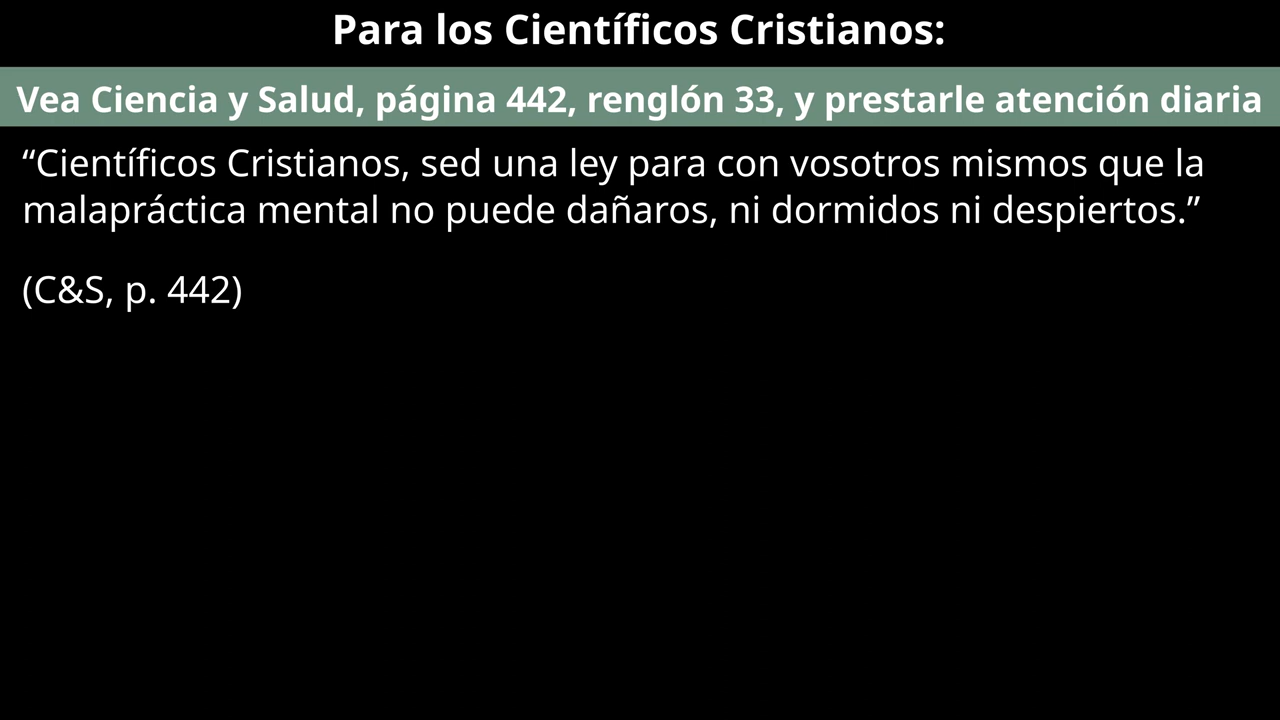 Para los Científicos Cristianos:
Vea Ciencia y Salud, página 442, renglón 33, y prestarle atención diaria
“Científicos Cristianos, sed una ley para con vosotros mismos que la
malapráctica mental no puede dañaros, ni dormidos ni despiertos.”
(C&S, p. 442)